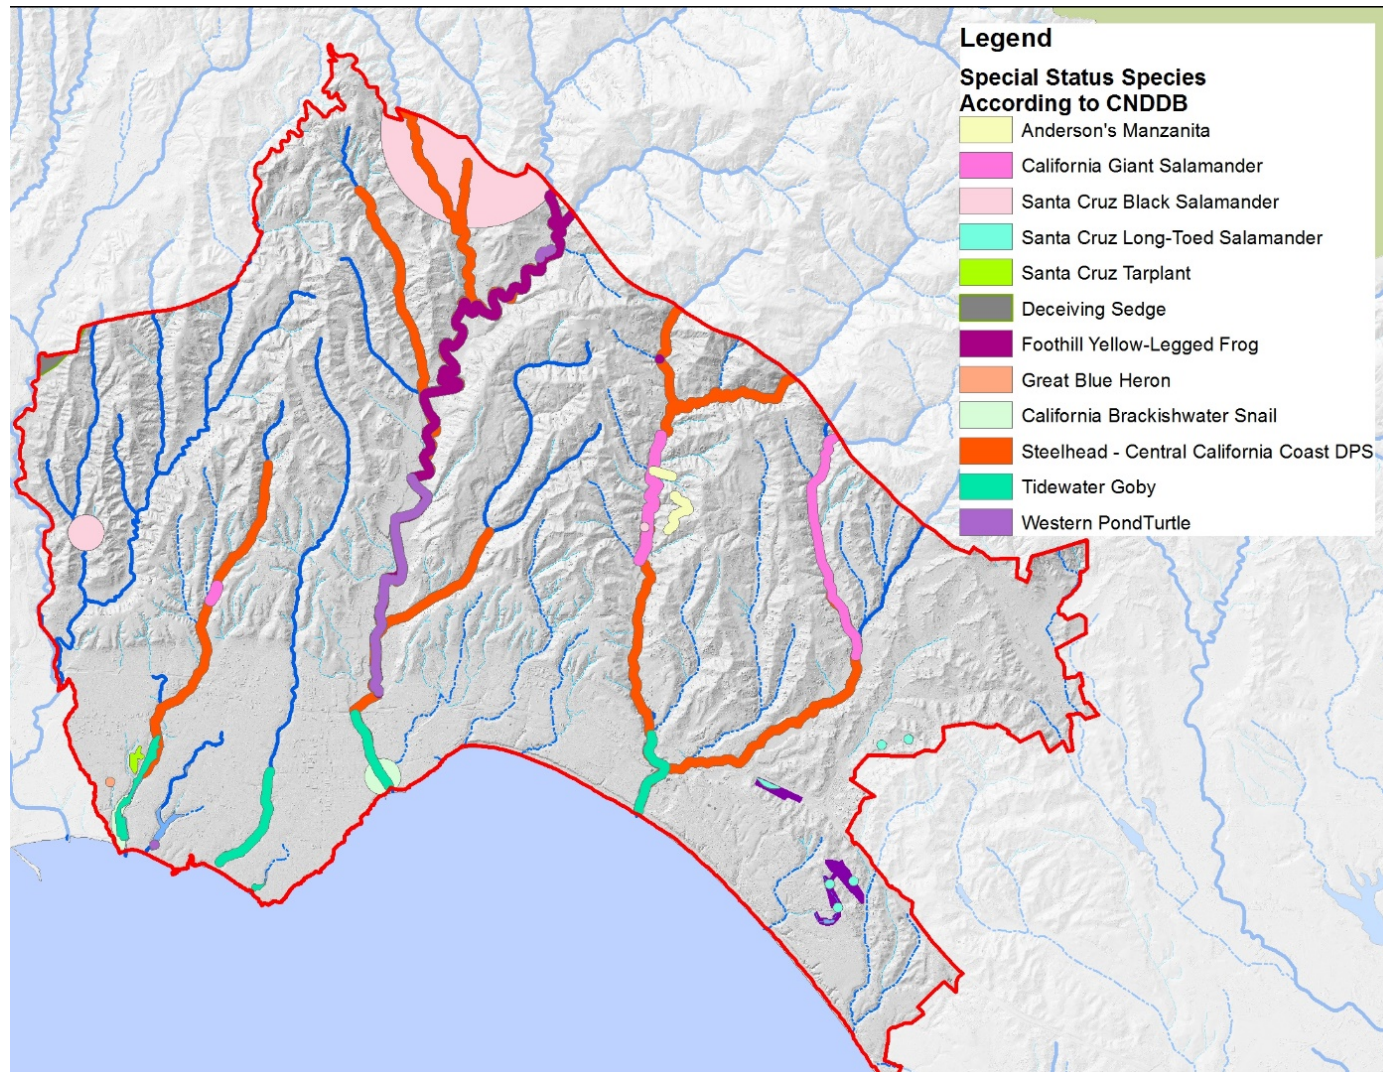 Legend
Special Status Species
According to CNDDB
Anderson's Manzanita
California Giant Salamander
Santa Cruz Black Salamander
Santa Cruz Long-Toed Salamander
Santa Cruz Tarplant
Deceiving Sedge
Foothill Yellow-Legged Frog
Great Blue Heron
California Brackishwater Snail
Steelhead - Central California Coast DPS
Tidewater Goby
Western PondTurtle